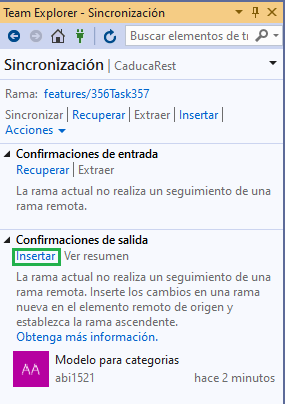 Team Explorer - Sincronización
Buscar elementos de tr
Sincronización | CaducaRest
Rama: features/356Task357
Sincronizar | Recuperar | Extraer | Insertar |
Acciones
Confirmaciones de entrada
Recuperar | Extraer
La rama actual no realiza un seguimiento de una
rama remota.
Confirmaciones de salida
Insertar Ver resumen
La rama actual no realiza un seguimiento de una
rama remota. Inserte los cambios en una rama
nueva en el elemento remoto de origen y
establezca la rama ascendente.
Obtenga más información.
AA
Modelo para categorias
abi1521 hace 2 minutos